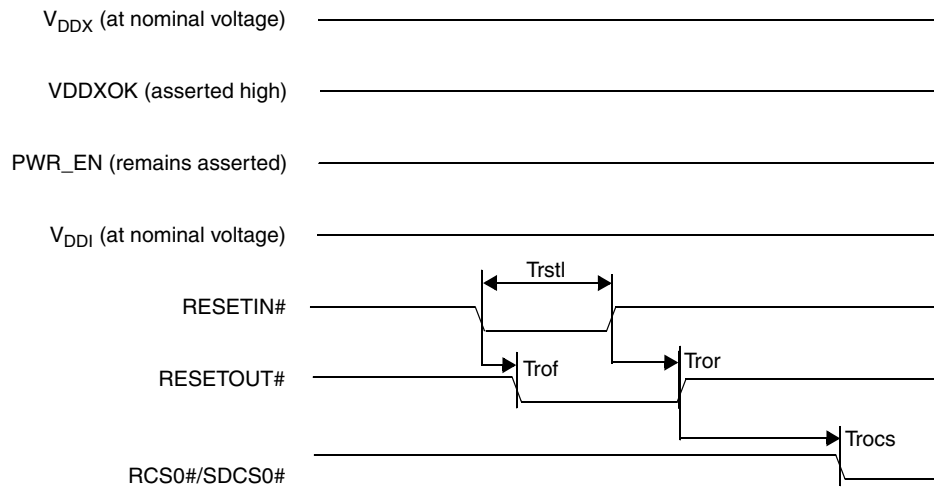 VDDX (at nominal voltage)
VDDXOK (asserted high)
PWR_EN (remains asserted)
VDDI (at nominal voltage)
Trstl
RESETIN#
Trof
Tror
RESETOUT#
Trocs
RCS0#/SDCS0#